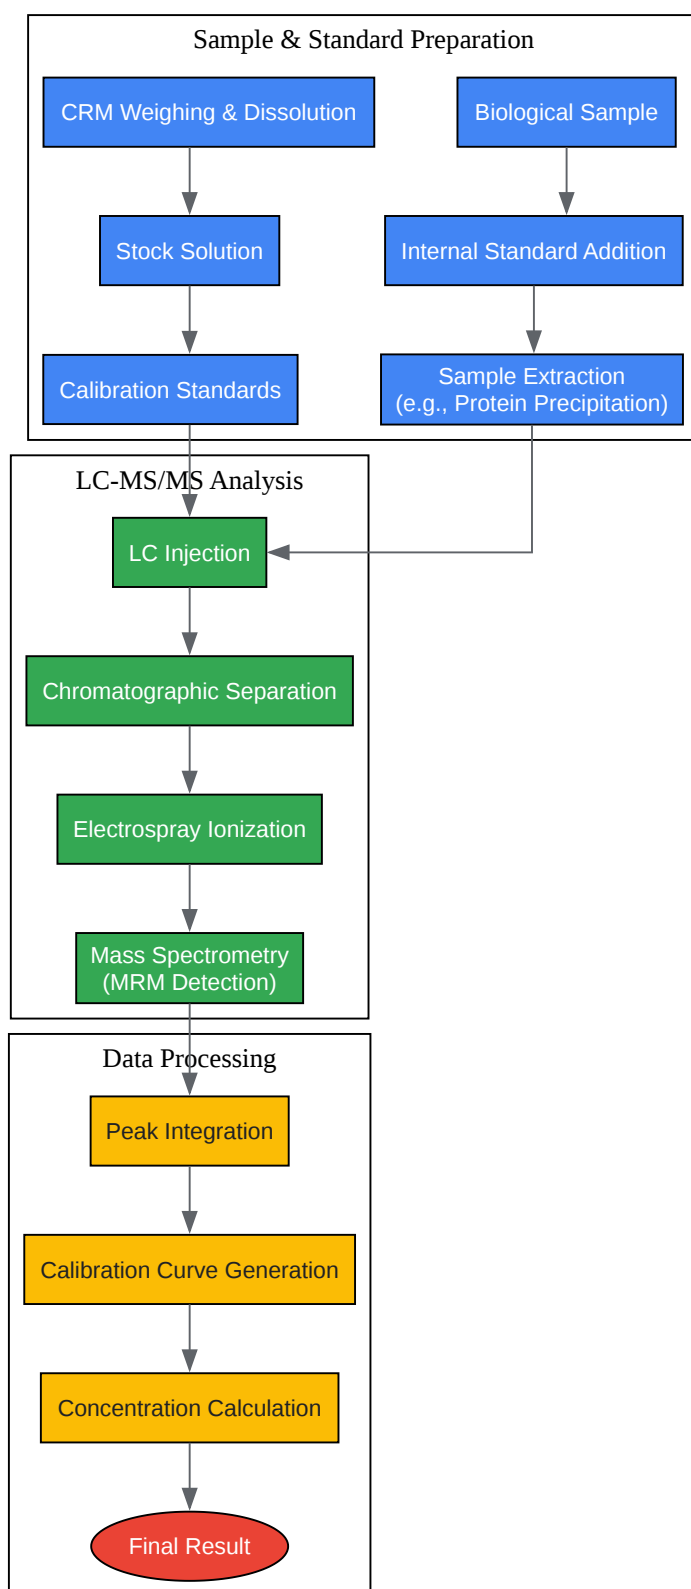 Sample & Standard Preparation
CRM Weighing & Dissolution
Biological Sample
Stock Solution
Internal Standard Addition
Calibration Standards
Sample Extraction
(e.g., Protein Precipitation)
LC-MS/MS Analysis
LC Injection
Chromatographic Separation
Electrospray Ionization
Mass Spectrometry
(MRM Detection)
Data Processing
Peak Integration
Calibration Curve Generation
Concentration Calculation
Final Result